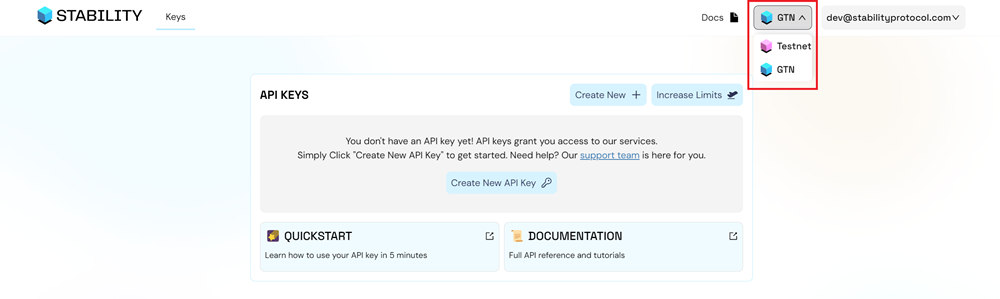 STABILITY
Keys
Docs
GTN
dev@stabilityprotocol.com
Testnet
GTN
API KEYS
Create New
Increase Limits
You don't have an API key yet! API keys grant you access to our services.
Simply Click "Create New API Key" to get started. Need help? Our support team is here for you.
Create New API Key
QUICKSTART
Learn how to use your API key in 5 minutes
DOCUMENTATION
Full API reference and tutorials